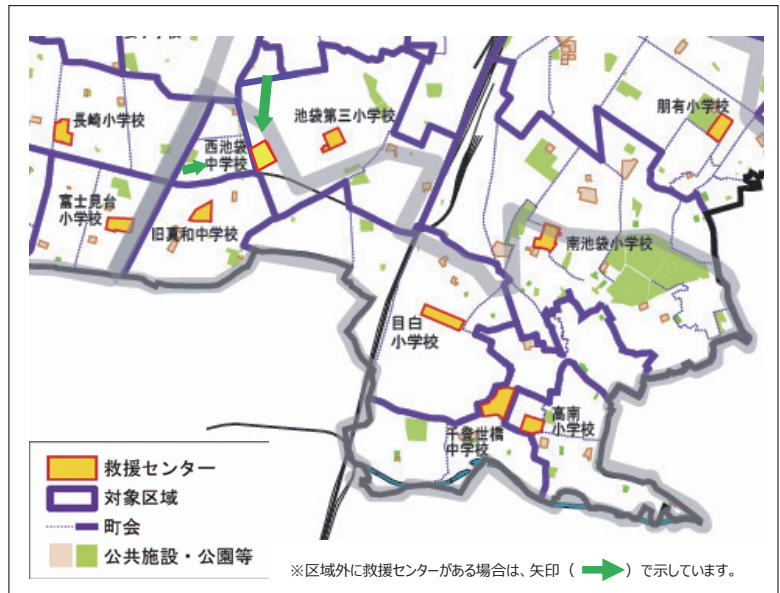 長崎小学校
池袋第三小学校
朋有小学校
西池袋
中学校
富士見台
小学校
旧真和中学校
南池袋小学校
目白
小学校
高南
小学校
千登世橋
中学校
救援センター
対象区域
町会
公共施設・公園等
※区域外に救援センターがある場合は、矢印（ ）で示しています。